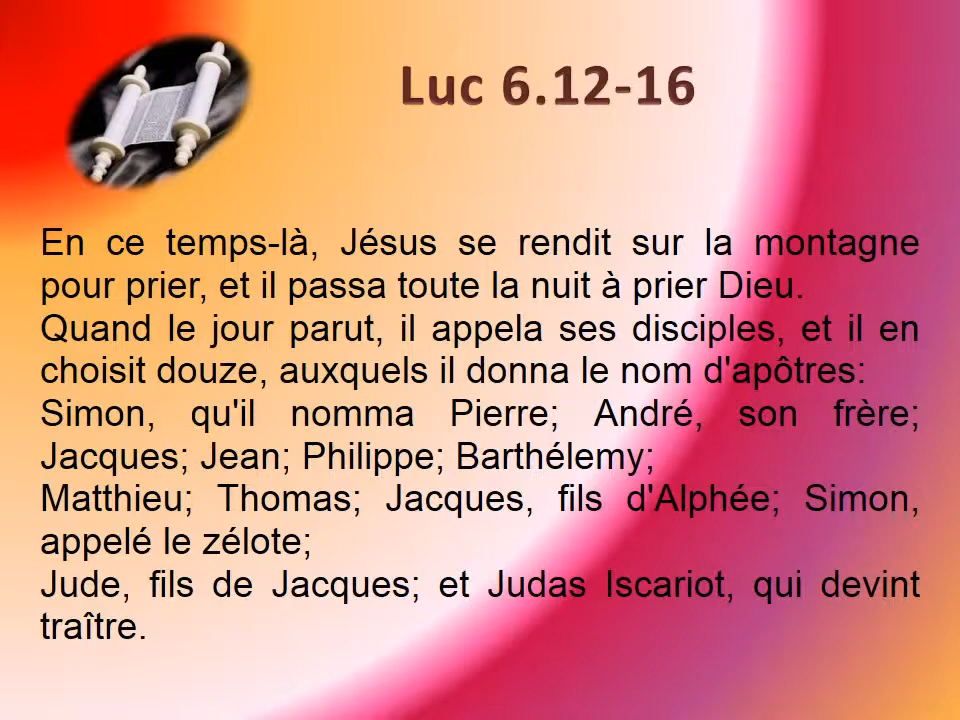 Luc 6.12-16
En ce temps-là, Jésus se rendit sur la montagne
pour prier, et il passa toute la nuit à prier Dieu.
Quand le jour parut, il appela ses disciples, et il en
choisit douze, auxquels il donna le nom d'apôtres:
Simon, qu'il nomma Pierre; André, son frère;
Jacques; Jean; Philippe; Barthélemy;
Matthieu; Thomas; Jacques, fils d'Alphée; Simon,
appelé le zélote;
Jude, fils de Jacques; et Judas Iscariot, qui devint
traître.